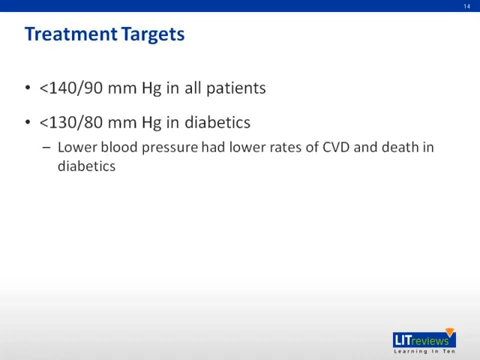 14
Treatment Targets
• <140/90 mm Hg in all patients
• <130/80 mm Hg in diabetics
– Lower blood pressure had lower rates of CVD and death in
diabetics
LITreviews
Learning in Ten